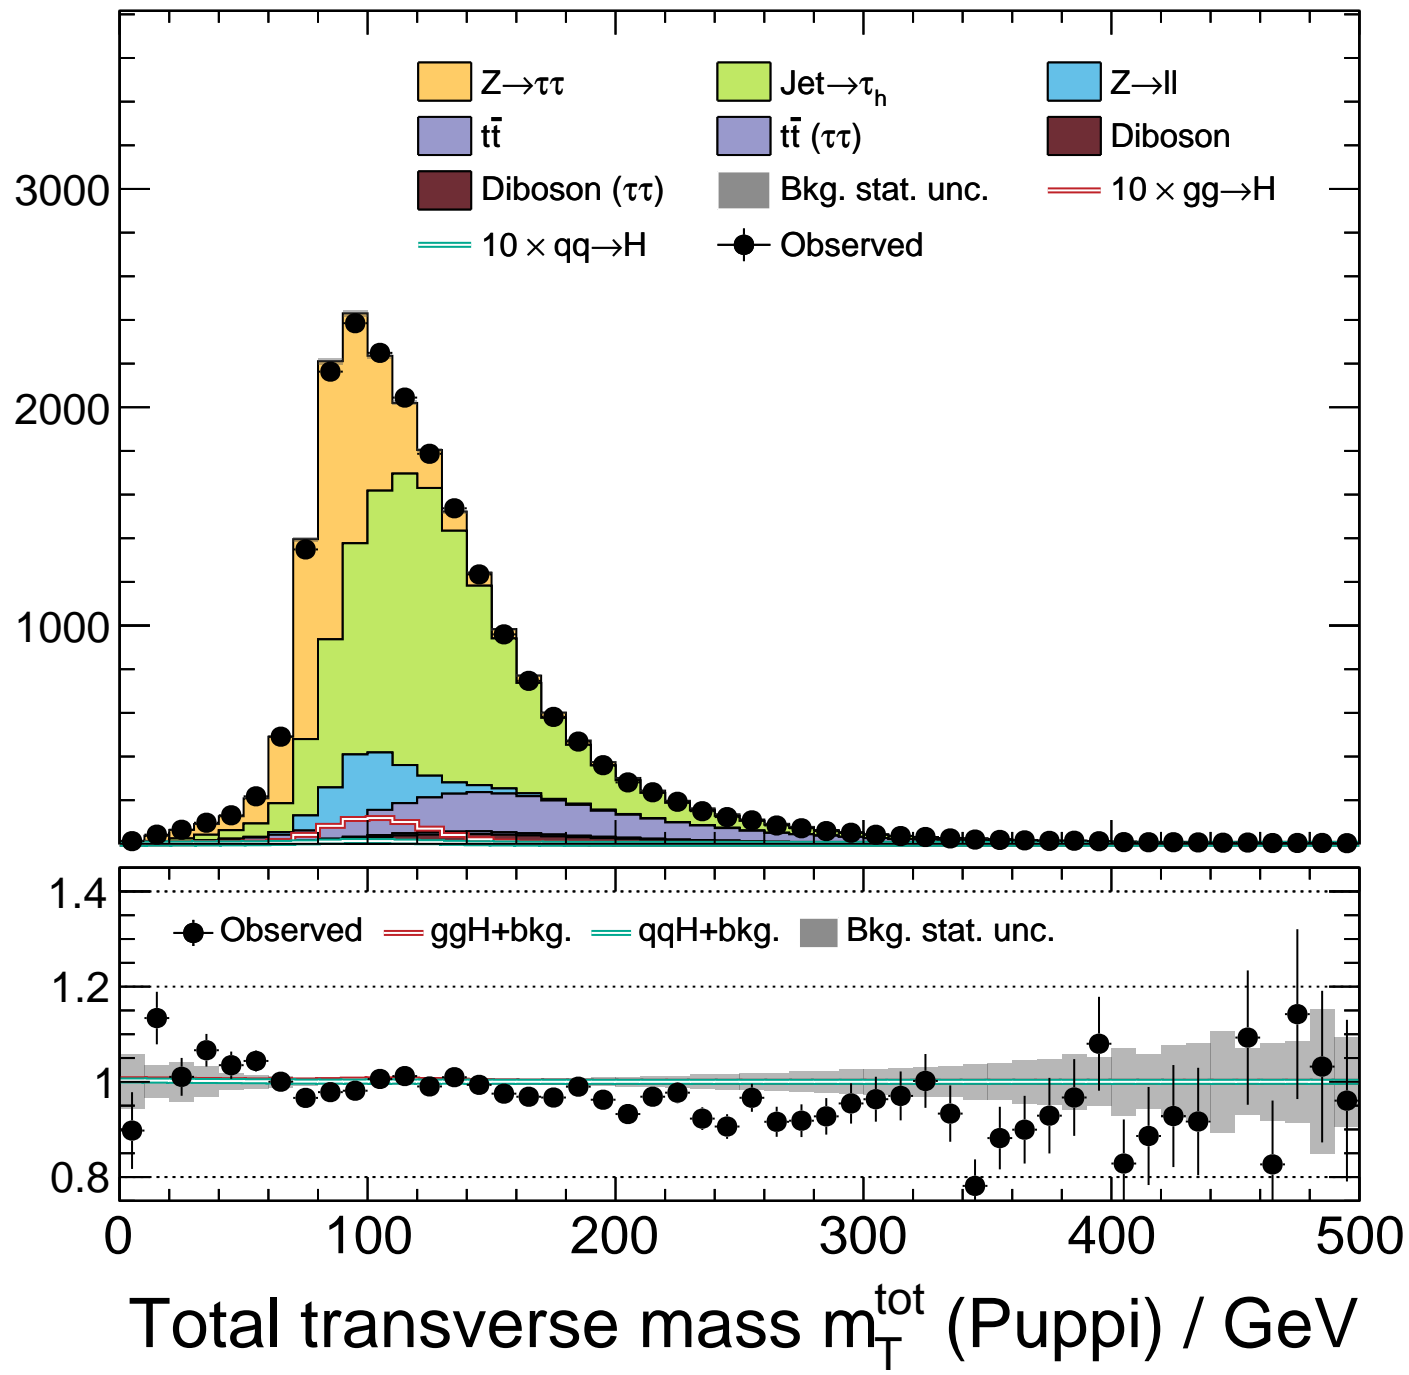 Z→ττ Jet→τh Z→ll
tt̄ tt̄ (ττ) Diboson
Diboson (ττ) Bkg. stat. unc. 10 × gg→H
10 × qq→H Observed
3000
2000
1000
1.4
Observed ggH+bkg. qqH+bkg. Bkg. stat. unc.
1.2
1
0.8
0 100 200 300 400 500
Total transverse mass m_T^tot (Puppi) / GeV